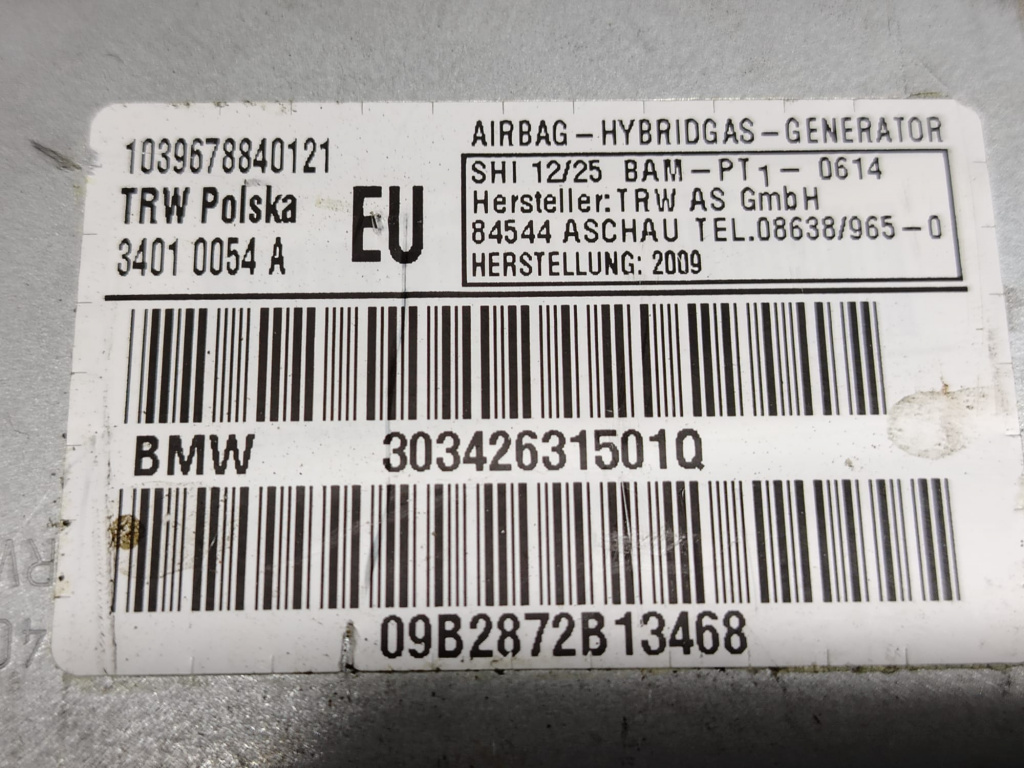 1039678840121
TRW Polska
3401 0054 A
EU
AIRBAG-HYBRIDGAS-GENERATOR
SHI 12/25 BAM-PT1-0614
Hersteller: TRW AS GmbH
84544 ASCHAU TEL.08638/965-0
HERSTELLUNG: 2009
BMW 30342631501Q
09B2872B13468